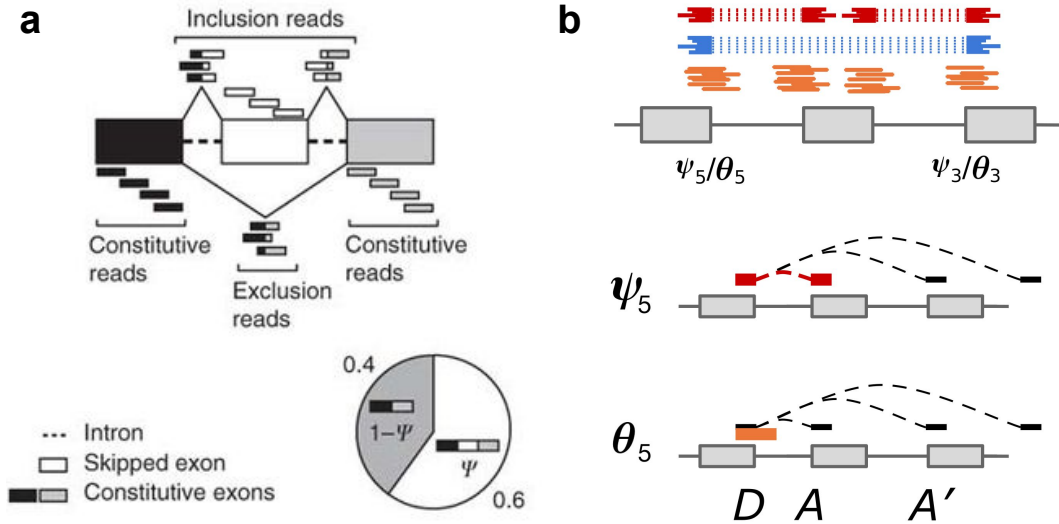 a
Inclusion reads
Constitutive
reads
Exclusion
reads
Constitutive
reads
0.4
1−Ψ
Ψ
0.6
Intron
Skipped exon
Constitutive exons
b
ψ5/θ5
ψ3/θ3
ψ5
θ5
D A A′